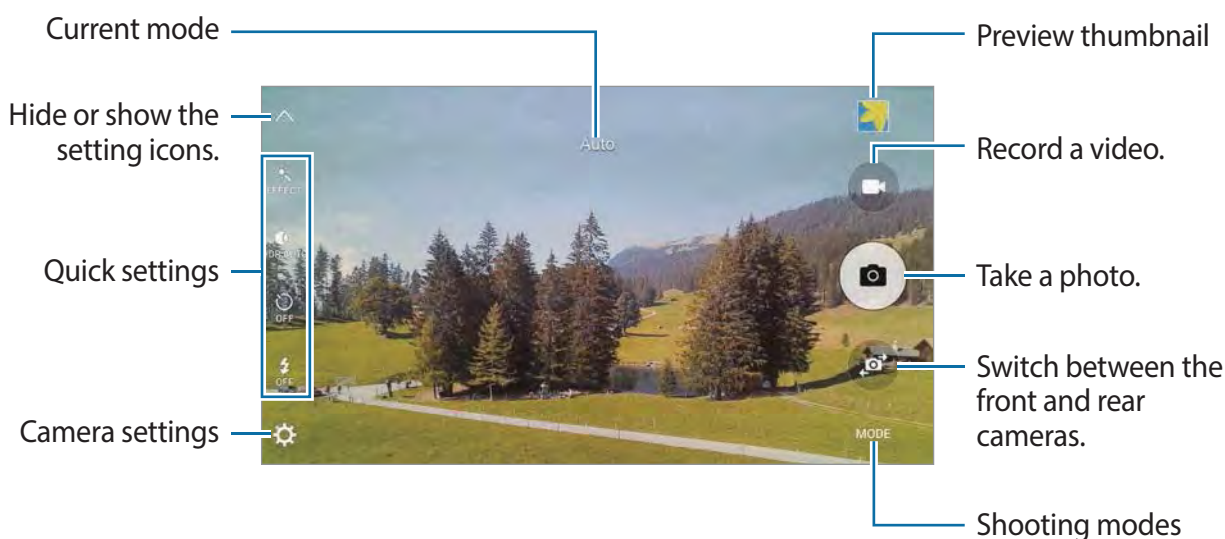 Current mode
Preview thumbnail
Hide or show the
setting icons.
Auto
Record a video.
EFFECT
Quick settings
Take a photo.
OFF
Switch between the
front and rear
cameras.
OFF
Camera settings
MODE
Shooting modes